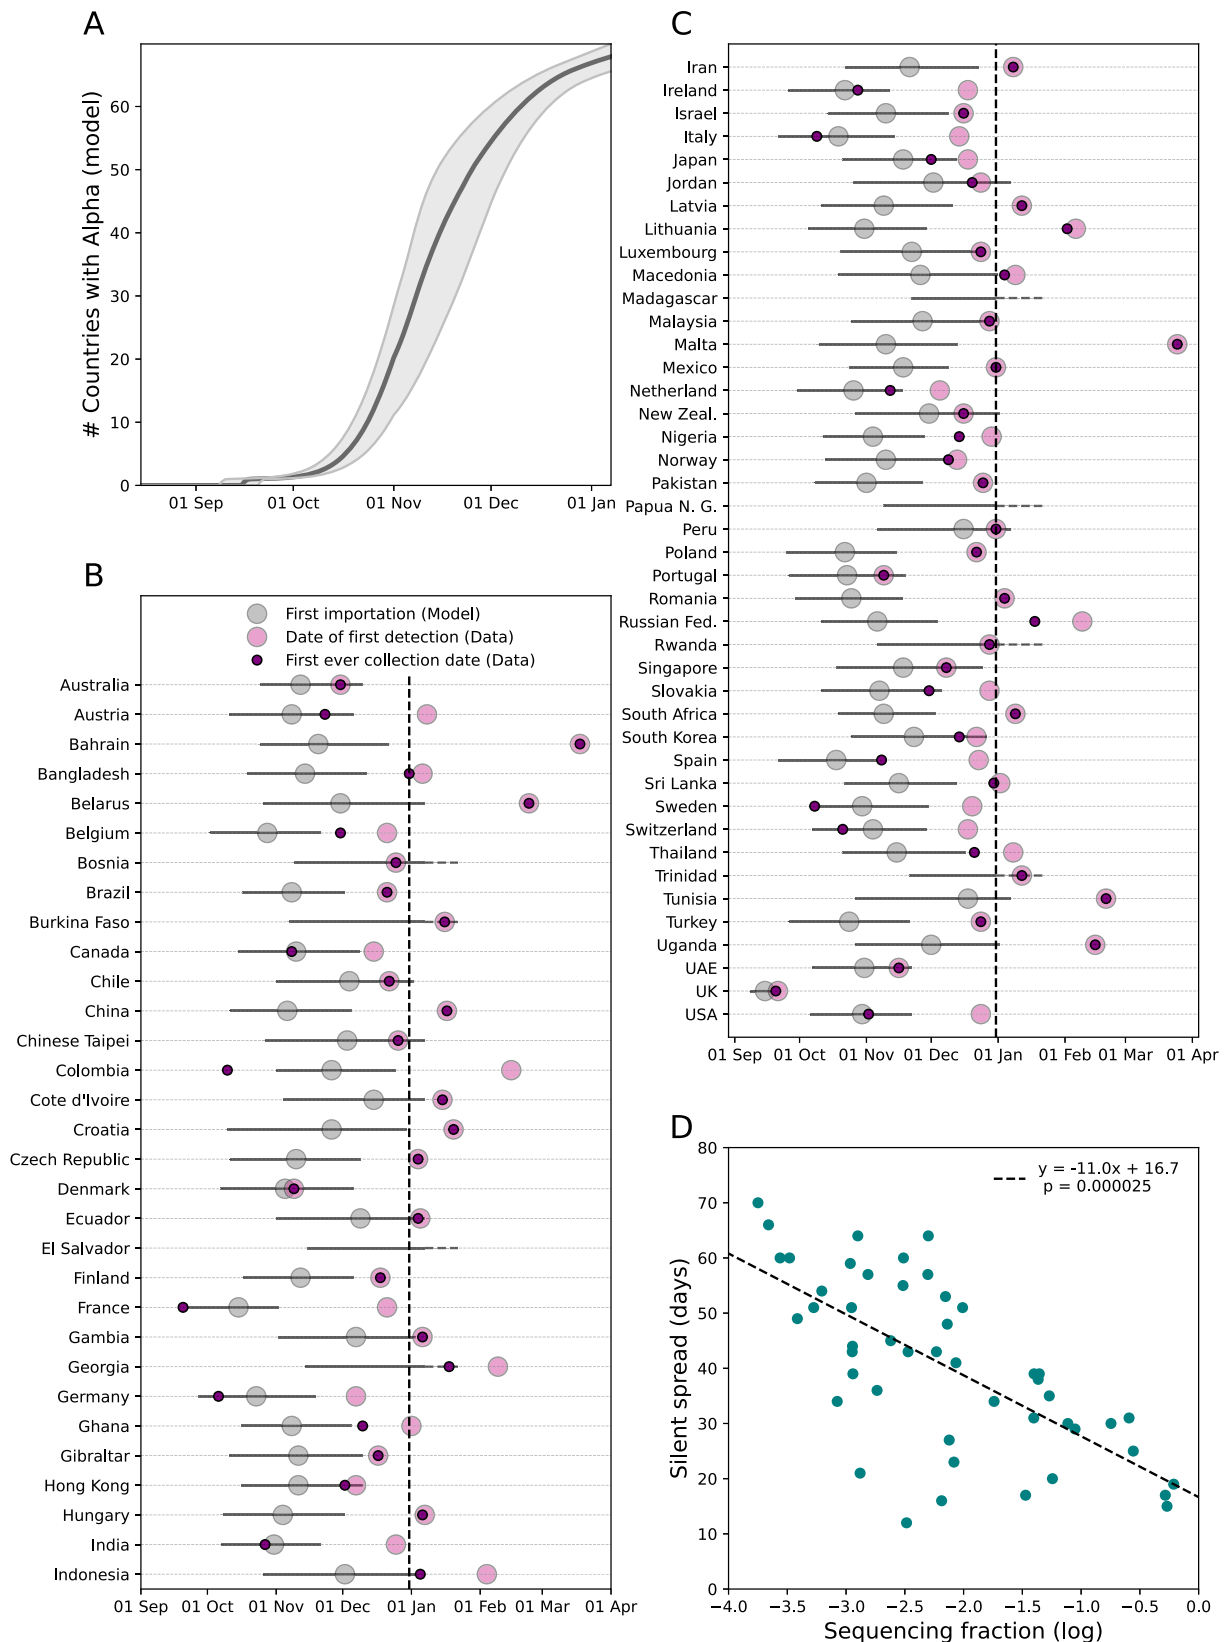 A
# Countries with Alpha (model)
60
50
40
30
20
10
0
01 Sep
01 Oct
01 Nov
01 Dec
01 Jan
B
First importation (Model)
Date of first detection (Data)
First ever collection date (Data)
Australia
Austria
Bahrain
Bangladesh
Belarus
Belgium
Bosnia
Brazil
Burkina Faso
Canada
Chile
China
Chinese Taipei
Colombia
Cote d'Ivoire
Croatia
Czech Republic
Denmark
Ecuador
El Salvador
Finland
France
Gambia
Georgia
Germany
Ghana
Gibraltar
Hong Kong
Hungary
India
Indonesia
01 Sep
01 Oct
01 Nov
01 Dec
01 Jan
01 Feb
01 Mar
01 Apr
C
Iran
Ireland
Israel
Italy
Japan
Jordan
Latvia
Lithuania
Luxembourg
Macedonia
Madagascar
Malaysia
Malta
Mexico
Netherland
New Zeal.
Nigeria
Norway
Pakistan
Papua N. G.
Peru
Poland
Portugal
Romania
Russian Fed.
Rwanda
Singapore
Slovakia
South Africa
South Korea
Spain
Sri Lanka
Sweden
Switzerland
Thailand
Trinidad
Tunisia
Turkey
Uganda
UAE
UK
USA
01 Sep
01 Oct
01 Nov
01 Dec
01 Jan
01 Feb
01 Mar
01 Apr
D
y = -11.0x + 16.7
p = 0.000025
Silent spread (days)
80
70
60
50
40
30
20
10
0
−4.0
−3.5
−3.0
−2.5
−2.0
−1.5
−1.0
−0.5
0.0
Sequencing fraction (log)